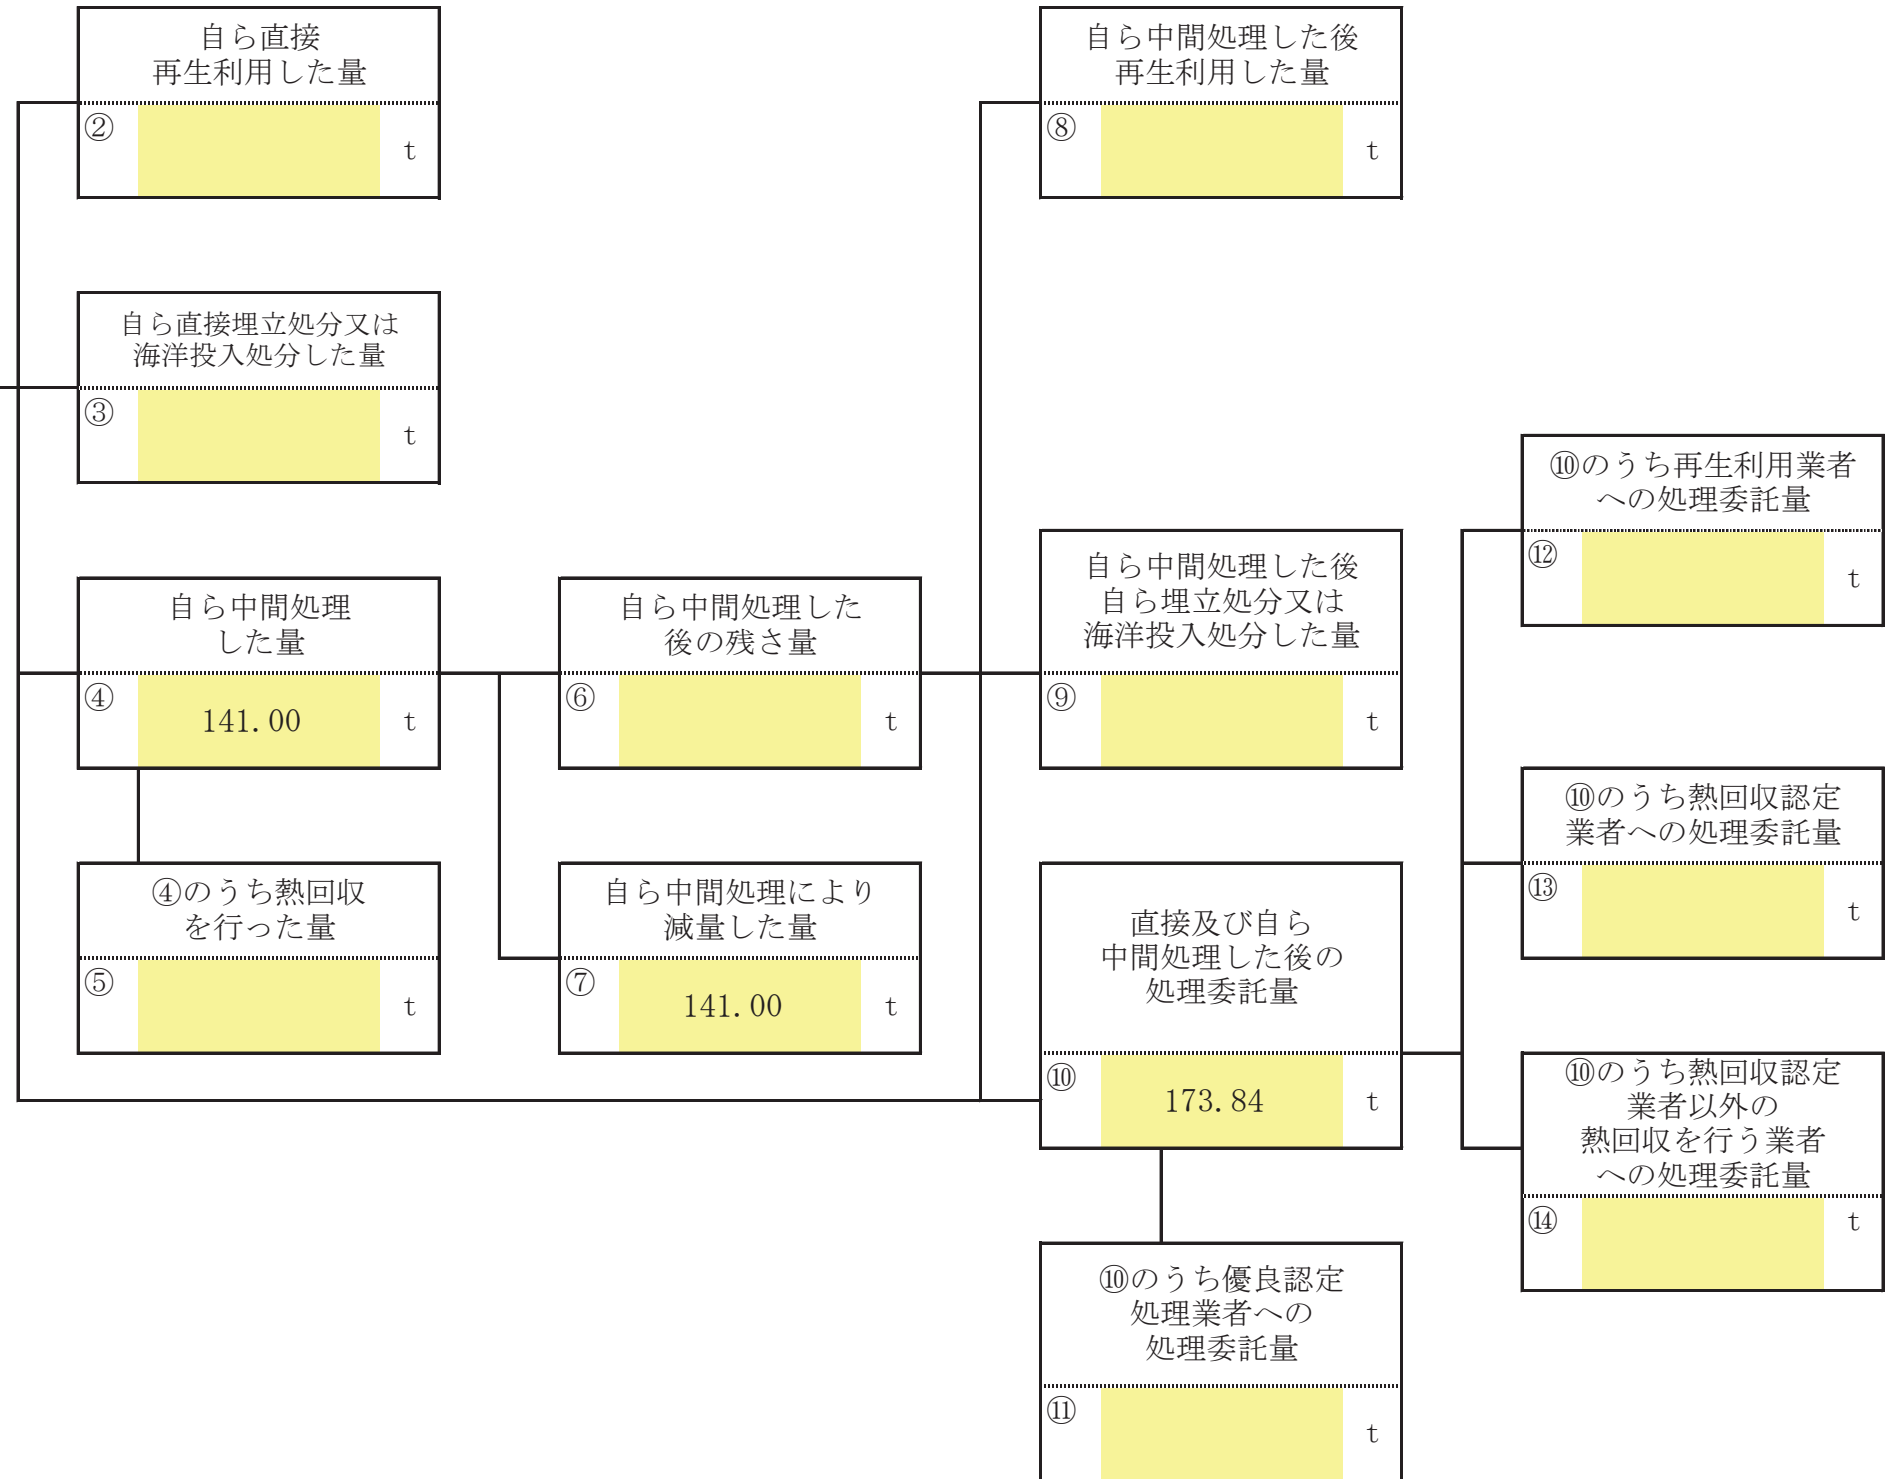 自ら直接
再生利用した量
②
t
自ら中間処理した後
再生利用した量
⑧
t
自ら直接埋立処分又は
海洋投入処分した量
③
t
⑩のうち再生利用業者
への処理委託量
⑫
t
自ら中間処理
した量
④
141.00 t
自ら中間処理した
後の残さ量
⑥
t
自ら中間処理した後
自ら埋立処分又は
海洋投入処分した量
⑨
t
⑩のうち熱回収認定
業者への処理委託量
⑬
t
④のうち熱回収
を行った量
⑤
t
自ら中間処理により
減量した量
⑦
141.00 t
直接及び自ら
中間処理した後の
処理委託量
⑩
173.84 t
⑩のうち熱回収認定
業者以外の
熱回収を行う業者
への処理委託量
⑭
t
⑩のうち優良認定
処理業者への
処理委託量
⑪
t